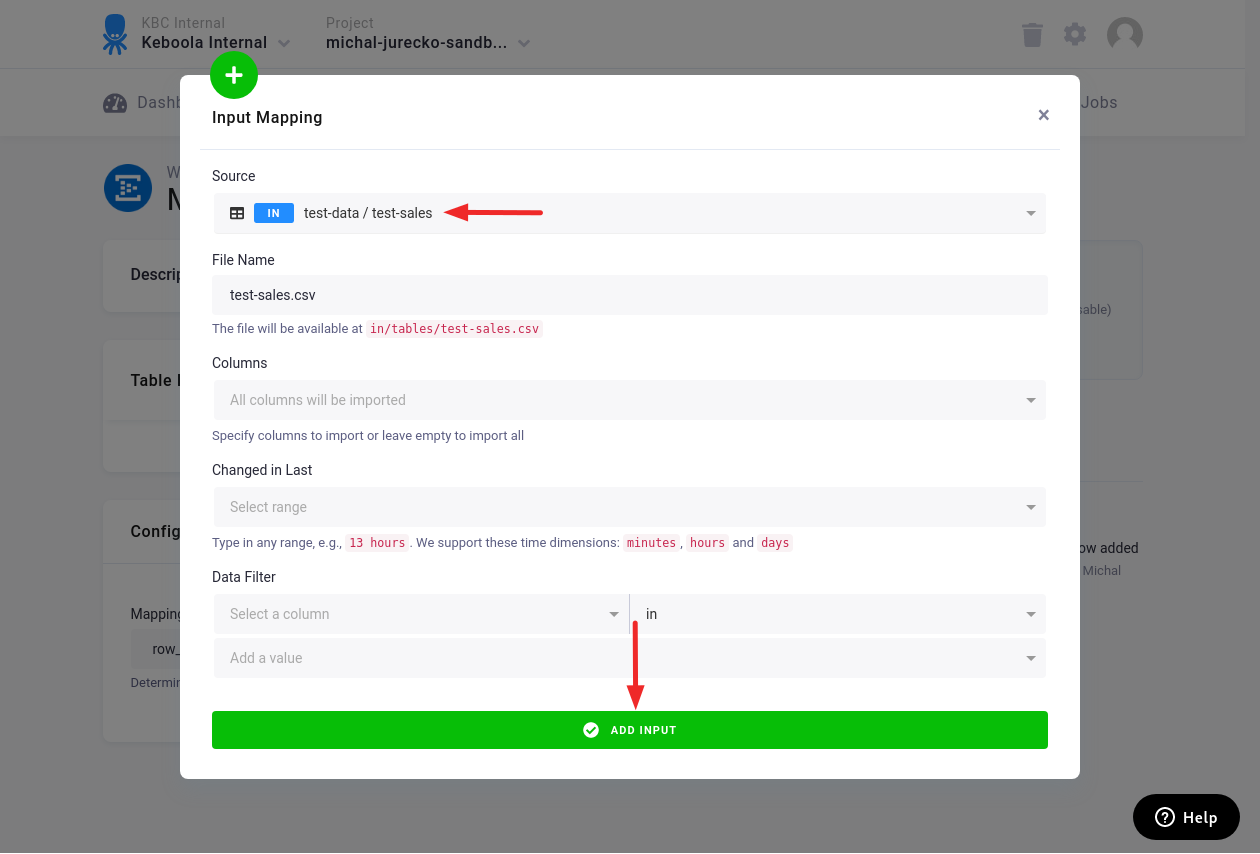 KBC Internal
Keboola Internal
Project
michal-jurecko-sandb...
Dashb
Jobs
Input Mapping
×
Source
IN test-data / test-sales
File Name
test-sales.csv
The file will be available at in/tables/test-sales.csv
Columns
All columns will be imported
Specify columns to import or leave empty to import all
Changed in Last
Select range
Type in any range, e.g., 13 hours. We support these time dimensions: minutes, hours and days
Data Filter
Select a column
in
Add a value
ADD INPUT
W
N
Descrip
Table I
Config
Mapping
row_
Determin
sable)
ow added
Michal
Help